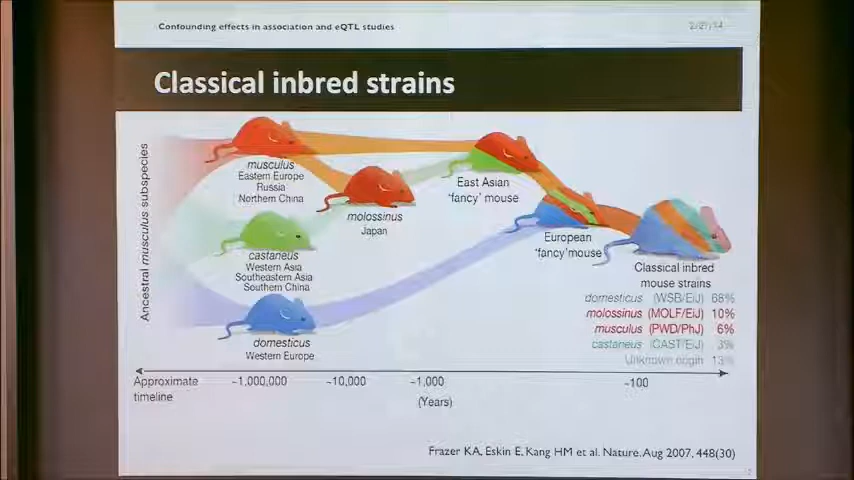 Confounding effects in association and eQTL studies
2/27/14
Classical inbred strains
Ancestral musculus subspecies
musculus
Eastern Europe
Russia
Northern China
molossinus
Japan
castaneus
Western Asia
Southeastern Asia
Southern China
domesticus
Western Europe
East Asian
'fancy' mouse
European
'fancy'mouse
Classical inbred
mouse strains
domesticus (WSB/EiJ) 68%
molossinus (MOLF/EiJ) 10%
musculus (PWD/PhJ) 6%
castaneus (CAST/EiJ) 3%
Unknown origin 13%
Approximate
timeline
~1,000,000 ~10,000 ~1,000 ~100
(Years)
Frazer KA, Eskin E, Kang HM et al. Nature. Aug 2007, 448(30)